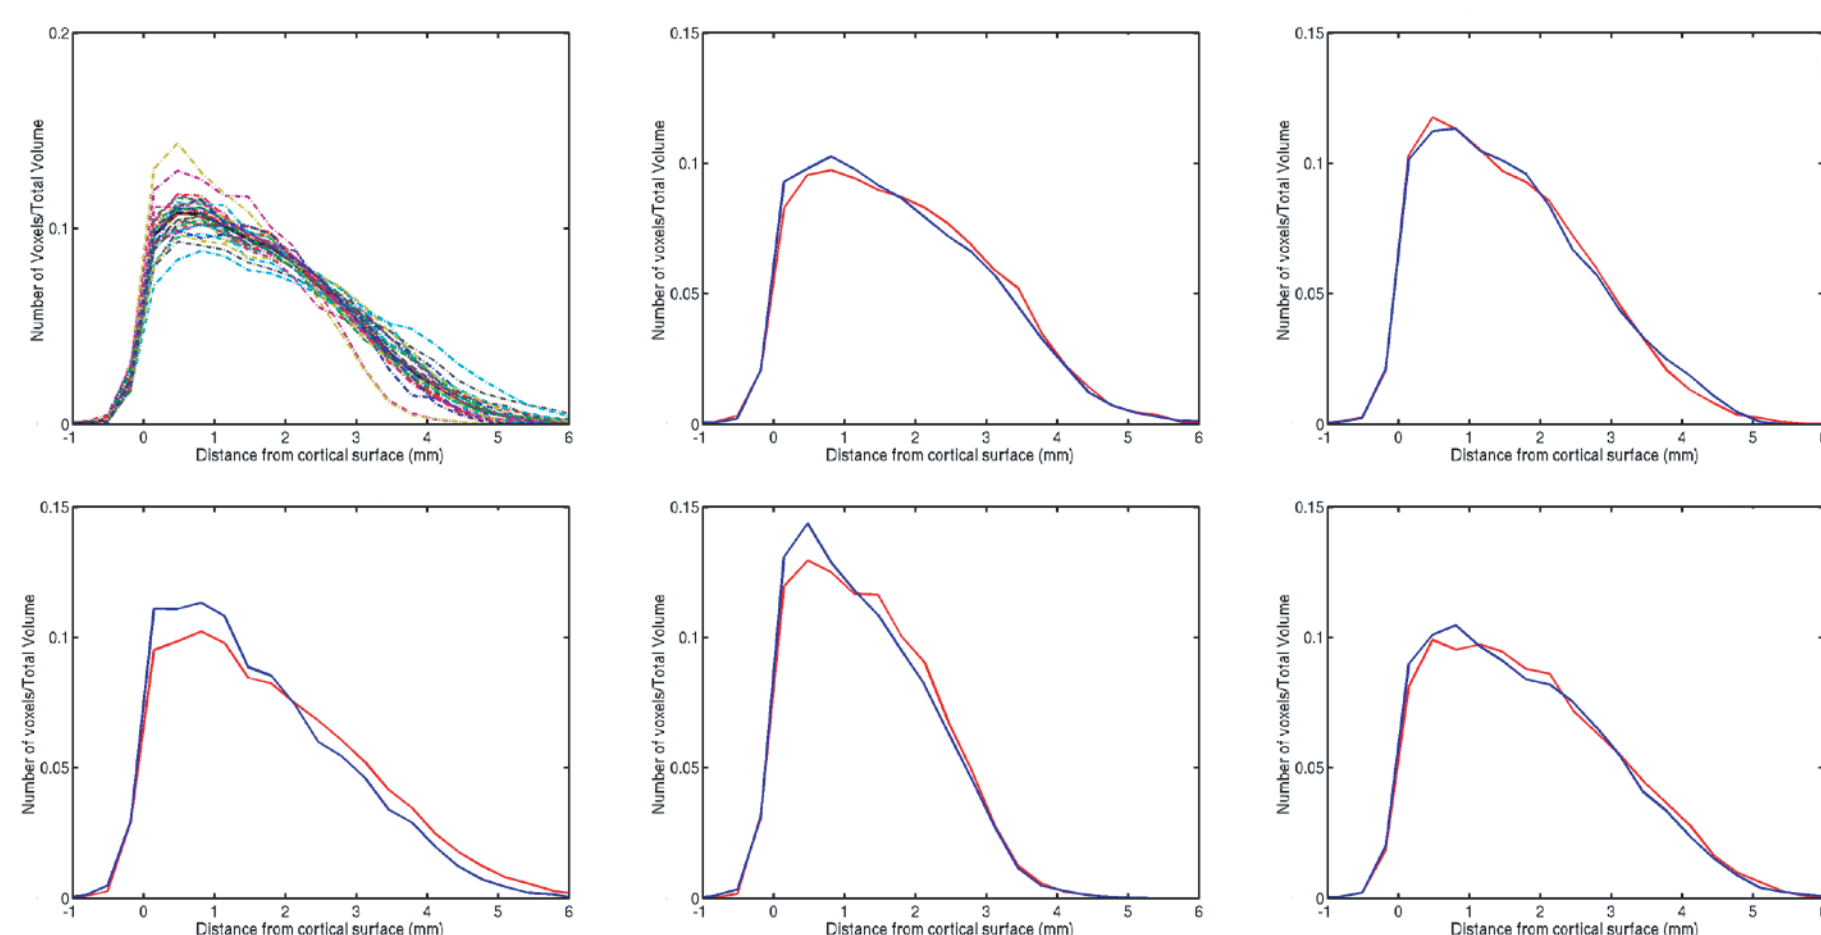 0.2
0.1
0
-1 0 1 2 3 4 5 6
Number of Voxels/Total Volume
Distance from cortical surface (mm)
0.15
0.1
0.05
0
-1 0 1 2 3 4 5 6
Number of voxels/Total Volume
Distance from cortical surface (mm)
0.15
0.1
0.05
0
-1 0 1 2 3 4 5 6
Number of voxels/Total Volume
Distance from cortical surface (mm)
0.15
0.1
0.05
0
-1 0 1 2 3 4 5 6
Number of voxels/Total Volume
Distance from cortical surface (mm)
0.15
0.1
0.05
0
-1 0 1 2 3 4 5 6
Number of voxels/Total Volume
Distance from cortical surface (mm)
0.15
0.1
0.05
0
-1 0 1 2 3 4 5 6
Number of voxels/Total Volume
Distance from cortical surface (mm)